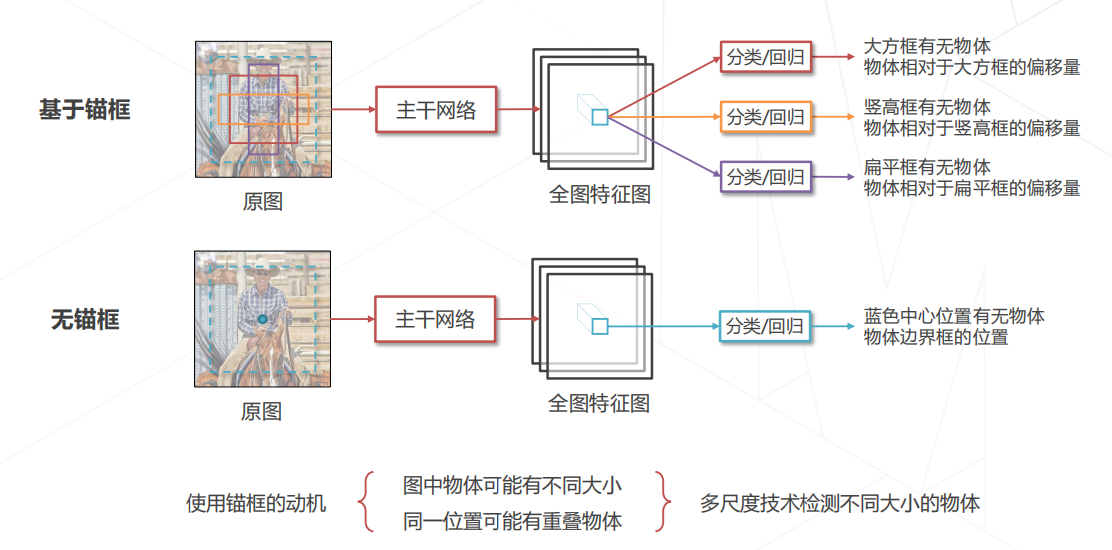 基于锚框
原图
主干网络
全图特征图
分类/回归
大方框有无物体
物体相对于大方框的偏移量
分类/回归
竖高框有无物体
物体相对于竖高框的偏移量
分类/回归
扁平框有无物体
物体相对于扁平框的偏移量
无锚框
原图
主干网络
全图特征图
分类/回归
蓝色中心位置有无物体
物体边界框的位置
使用锚框的动机
图中物体可能有不同大小
同一位置可能有重叠物体
多尺度技术检测不同大小的物体